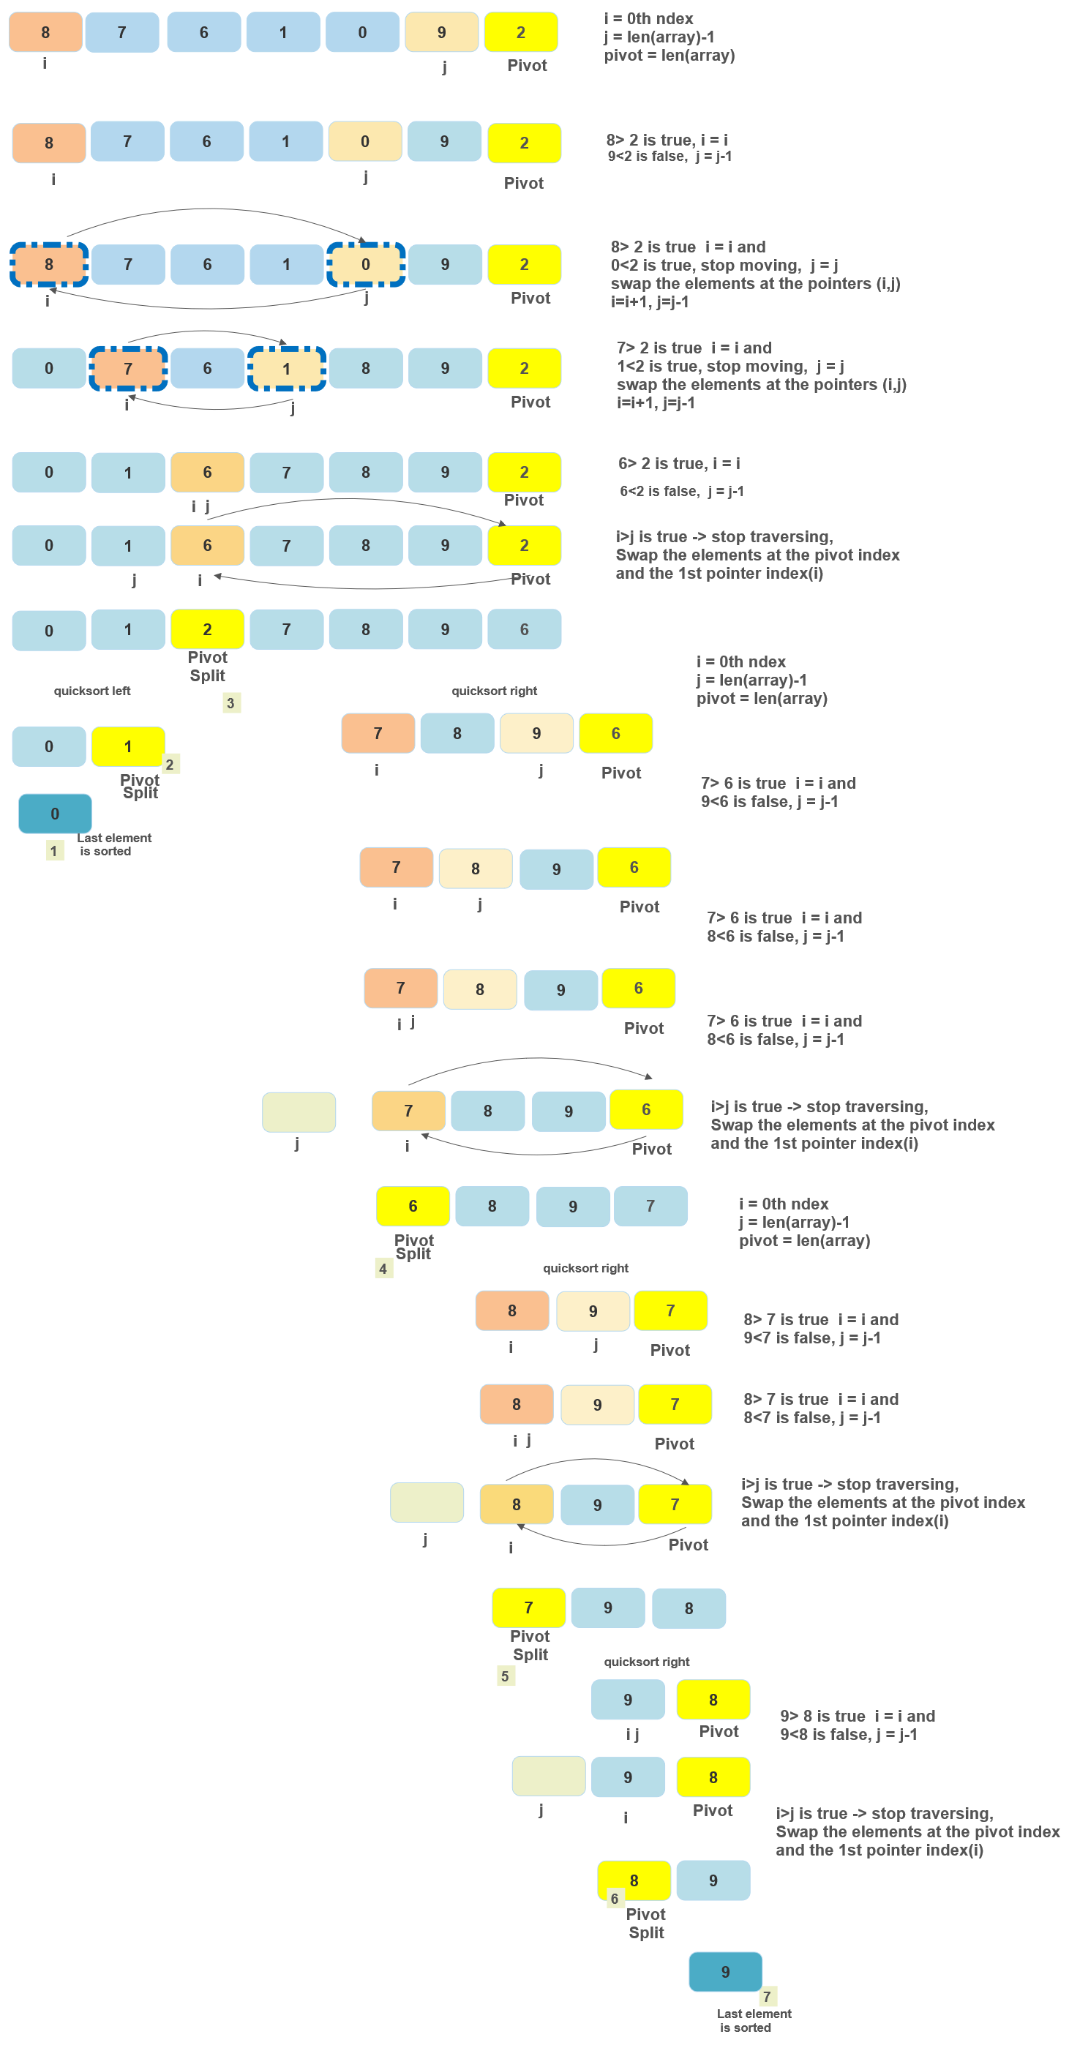 8 7 6 1 0 9 2
i j Pivot
i = 0th ndex
j = len(array)-1
pivot = len(array)
8 7 6 1 0 9 2
i j Pivot
8> 2 is true, i = i
9<2 is false, j = j-1
8 7 6 1 0 9 2
i j Pivot
8> 2 is true i = i and
0<2 is true, stop moving, j = j
swap the elements at the pointers (i,j)
i=i+1, j=j-1
0 7 6 1 8 9 2
i j Pivot
7> 2 is true i = i and
1<2 is true, stop moving, j = j
swap the elements at the pointers (i,j)
i=i+1, j=j-1
0 1 6 7 8 9 2
i j Pivot
6> 2 is true, i = i
6<2 is false, j = j-1
0 1 6 7 8 9 2
j i Pivot
i>j is true -> stop traversing,
Swap the elements at the pivot index
and the 1st pointer index(i)
0 1 2 7 8 9 6
Pivot
Split
3
quicksort left
0 1
2
Pivot
Split
0
1
Last element
is sorted
quicksort right
i = 0th ndex
j = len(array)-1
pivot = len(array)
7 8 9 6
i j Pivot
7> 6 is true i = i and
9<6 is false, j = j-1
7 8 9 6
i j Pivot
7> 6 is true i = i and
8<6 is false, j = j-1
7 8 9 6
i j Pivot
7> 6 is true i = i and
8<6 is false, j = j-1
7 8 9 6
j i Pivot
i>j is true -> stop traversing,
Swap the elements at the pivot index
and the 1st pointer index(i)
6 8 9 7
Pivot
Split
4
i = 0th ndex
j = len(array)-1
pivot = len(array)
quicksort right
8 9 7
i j Pivot
8> 7 is true i = i and
9<7 is false, j = j-1
8 9 7
i j Pivot
8> 7 is true i = i and
8<7 is false, j = j-1
8 9 7
j i Pivot
i>j is true -> stop traversing,
Swap the elements at the pivot index
and the 1st pointer index(i)
7 9 8
Pivot
Split
5
quicksort right
9 8
i j Pivot
9> 8 is true i = i and
9<8 is false, j = j-1
9 8
j i Pivot
i>j is true -> stop traversing,
Swap the elements at the pivot index
and the 1st pointer index(i)
8 9
6
Pivot
Split
9
7
Last element
is sorted